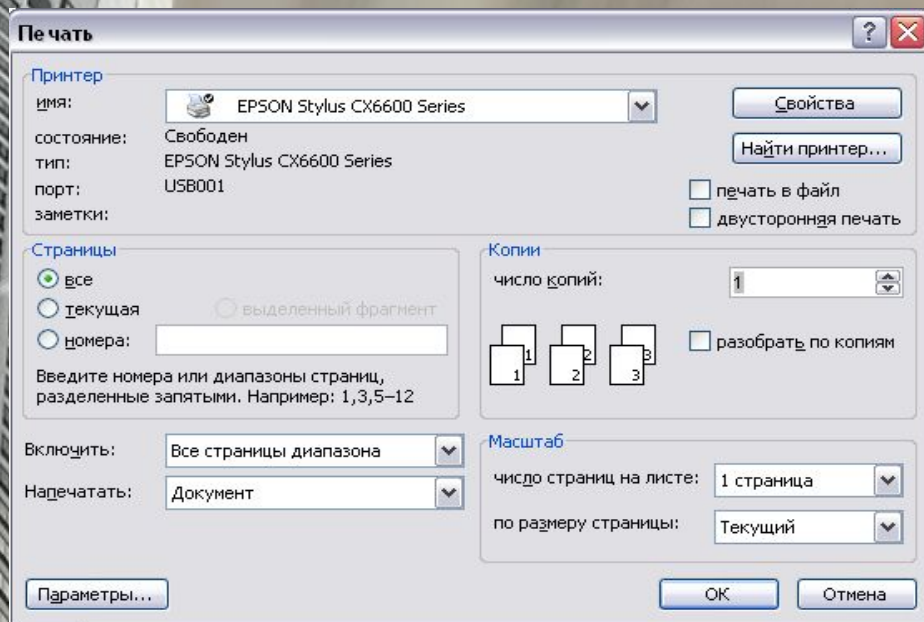 Печать
Принтер
имя: EPSON Stylus CX6600 Series
Свойства
состояние: Свободен
тип: EPSON Stylus CX6600 Series
Найти принтер...
порт: USB001
печать в файл
заметки:
двусторонняя печать
Страницы
все
текущая
выделенный фрагмент
номера:
Введите номера или диапазоны страниц,
разделенные запятыми. Например: 1,3,5–12
Копии
число копий: 1
1 2 3
1 2 3
разобрать по копиям
Включить: Все страницы диапазона
Напечатать: Документ
Масштаб
число страниц на листе: 1 страница
по размеру страницы: Текущий
Параметры...
ОК
Отмена